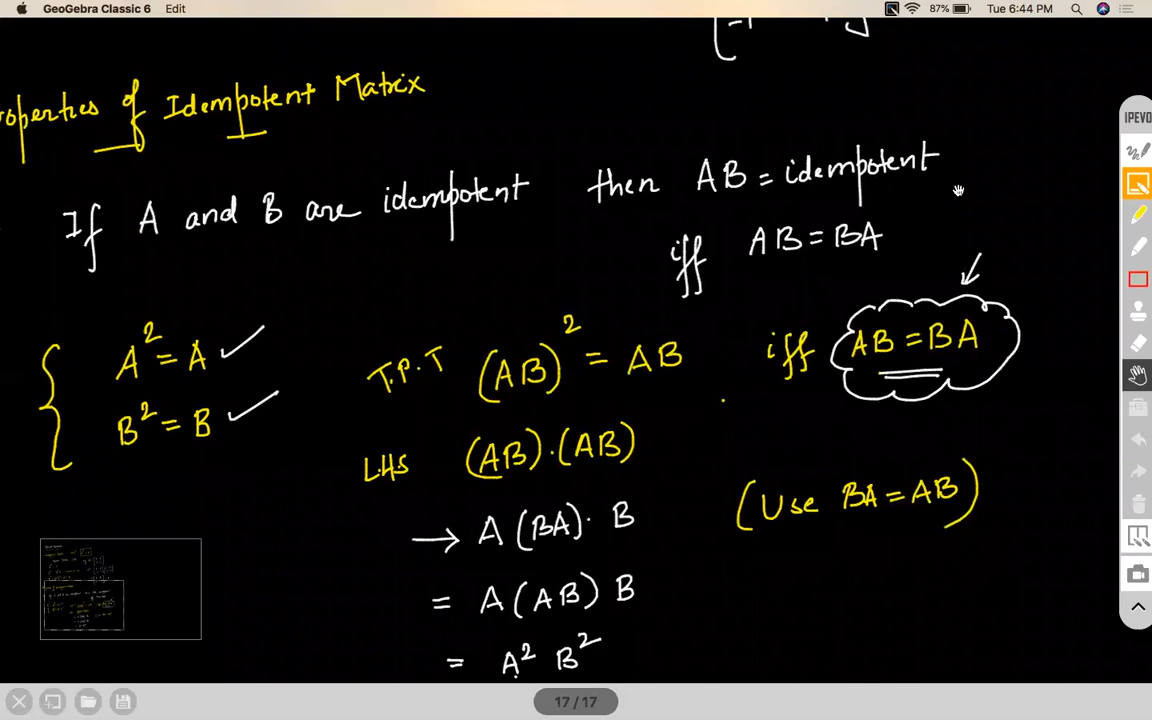 GeoGebra Classic 6 Edit 87% Tue 6:44 PM
roperties of Idempotent Matrix
If A and B are idempotent then AB = idempotent
iff AB = BA
A² = A
B² = B
T.P.T (AB)² = AB iff AB = BA
LHS (AB)·(AB)
(Use BA = AB)
→ A(BA)· B
= A(AB) B
= A² B²
IPEVO
17 / 17